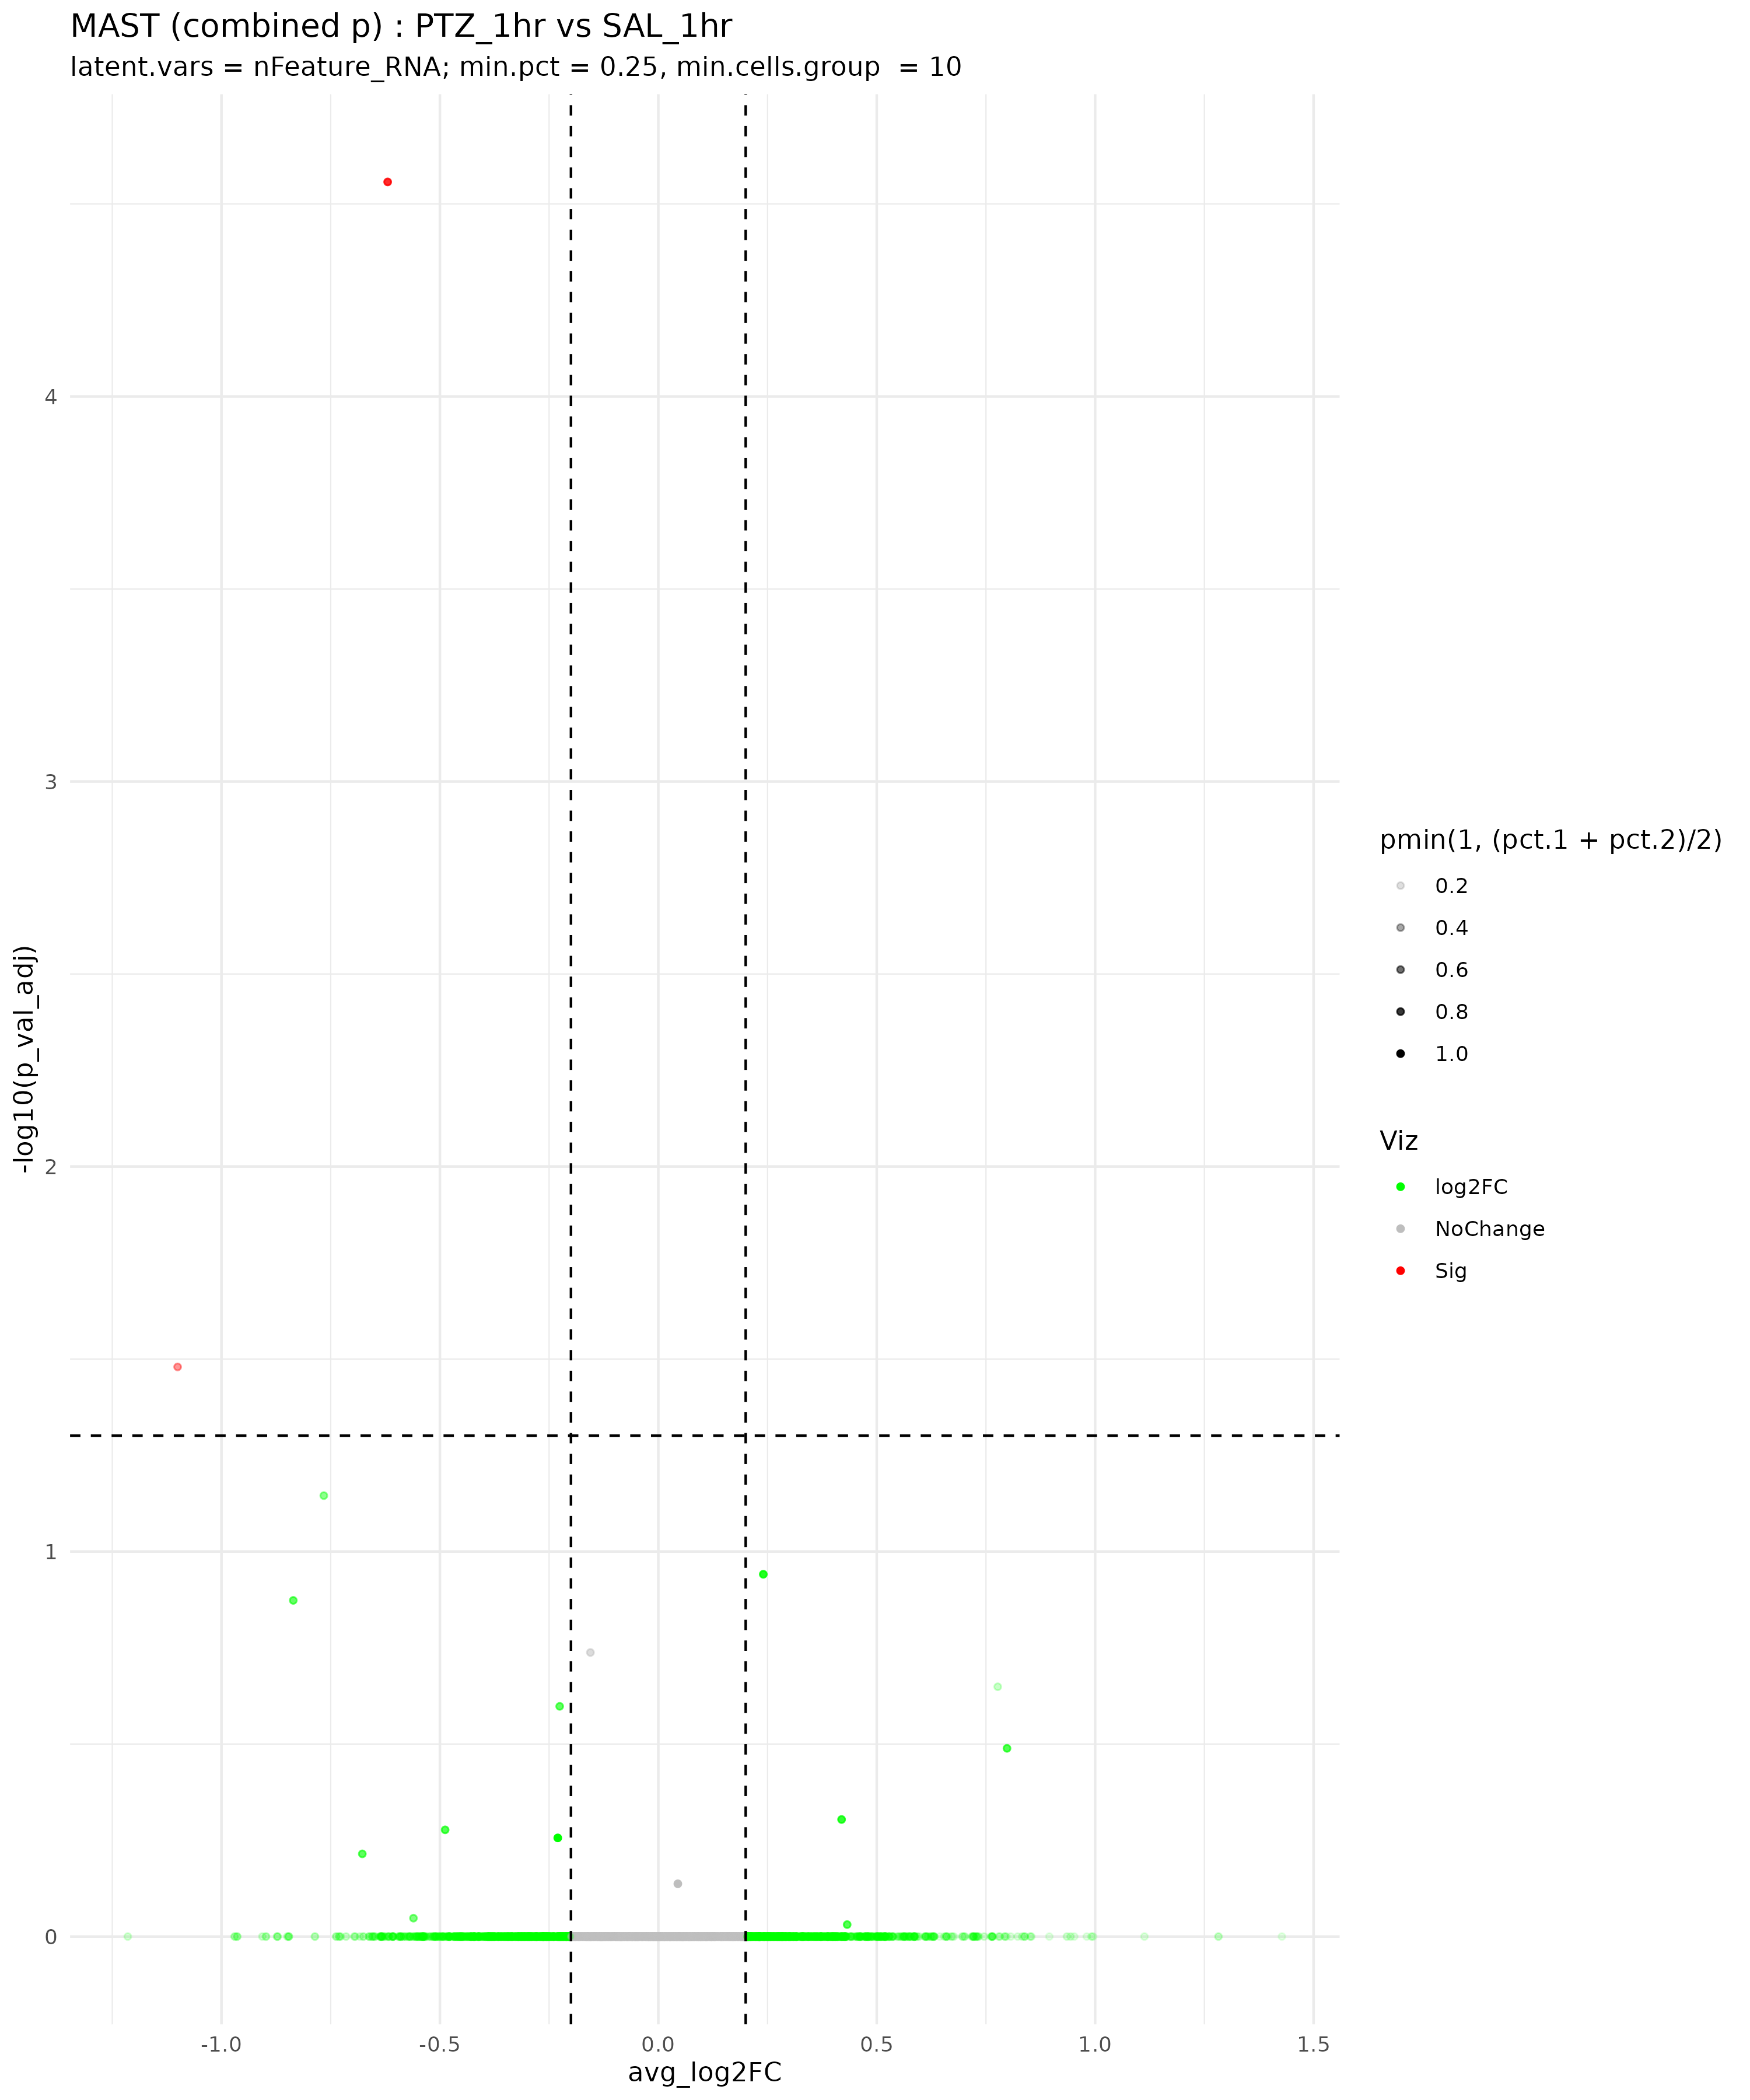 MAST (combined p) : PTZ_1hr vs SAL_1hr
latent.vars = nFeature_RNA; min.pct = 0.25, min.cells.group  = 10
-log10(p_val_adj)
4
3
2
1
0
-1.0
-0.5
0.0
0.5
1.0
1.5
avg_log2FC
pmin(1, (pct.1 + pct.2)/2)
0.2
0.4
0.6
0.8
1.0
Viz
log2FC
NoChange
Sig